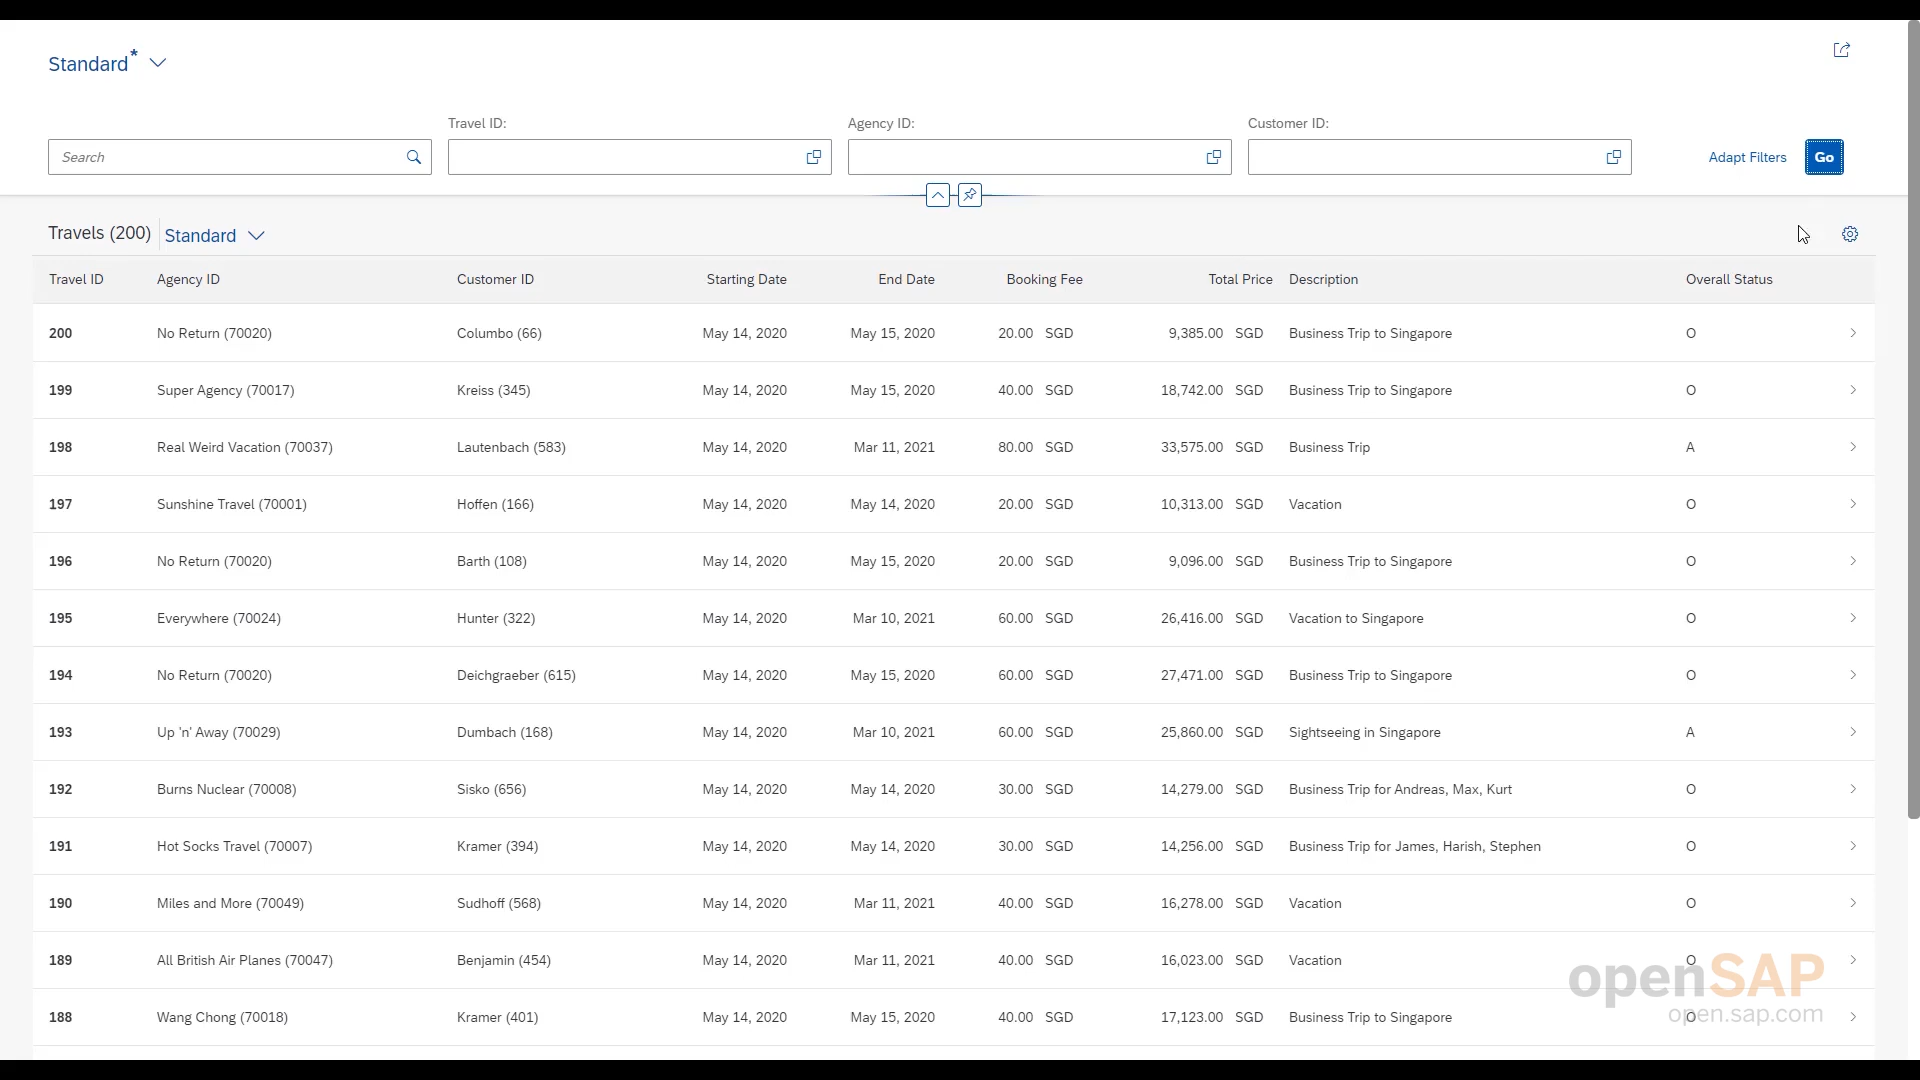 Standard*
Travel ID: Agency ID: Customer ID:
Search Adapt Filters Go
Travels (200) Standard
Travel ID Agency ID Customer ID Starting Date End Date Booking Fee Total Price Description Overall Status
200 No Return (70020) Columbo (66) May 14, 2020 May 15, 2020 20.00 SGD 9,385.00 SGD Business Trip to Singapore O
199 Super Agency (70017) Kreiss (345) May 14, 2020 May 15, 2020 40.00 SGD 18,742.00 SGD Business Trip to Singapore O
198 Real Weird Vacation (70037) Lautenbach (583) May 14, 2020 Mar 11, 2021 80.00 SGD 33,575.00 SGD Business Trip A
197 Sunshine Travel (70001) Hoffen (166) May 14, 2020 May 14, 2020 20.00 SGD 10,313.00 SGD Vacation O
196 No Return (70020) Barth (108) May 14, 2020 May 15, 2020 20.00 SGD 9,096.00 SGD Business Trip to Singapore O
195 Everywhere (70024) Hunter (322) May 14, 2020 Mar 10, 2021 60.00 SGD 26,416.00 SGD Vacation to Singapore O
194 No Return (70020) Deichgraeber (615) May 14, 2020 May 15, 2020 60.00 SGD 27,471.00 SGD Business Trip to Singapore O
193 Up 'n' Away (70029) Dumbach (168) May 14, 2020 Mar 10, 2021 60.00 SGD 25,860.00 SGD Sightseeing in Singapore A
192 Burns Nuclear (70008) Sisko (656) May 14, 2020 May 14, 2020 30.00 SGD 14,279.00 SGD Business Trip for Andreas, Max, Kurt O
191 Hot Socks Travel (70007) Kramer (394) May 14, 2020 May 14, 2020 30.00 SGD 14,256.00 SGD Business Trip for James, Harish, Stephen O
190 Miles and More (70049) Sudhoff (568) May 14, 2020 Mar 11, 2021 40.00 SGD 16,278.00 SGD Vacation O
189 All British Air Planes (70047) Benjamin (454) May 14, 2020 Mar 11, 2021 40.00 SGD 16,023.00 SGD Vacation O
openSAP
188 Wang Chong (70018) Kramer (401) May 14, 2020 May 15, 2020 40.00 SGD 17,123.00 SGD Business Trip to Singapore O
open.sap.com